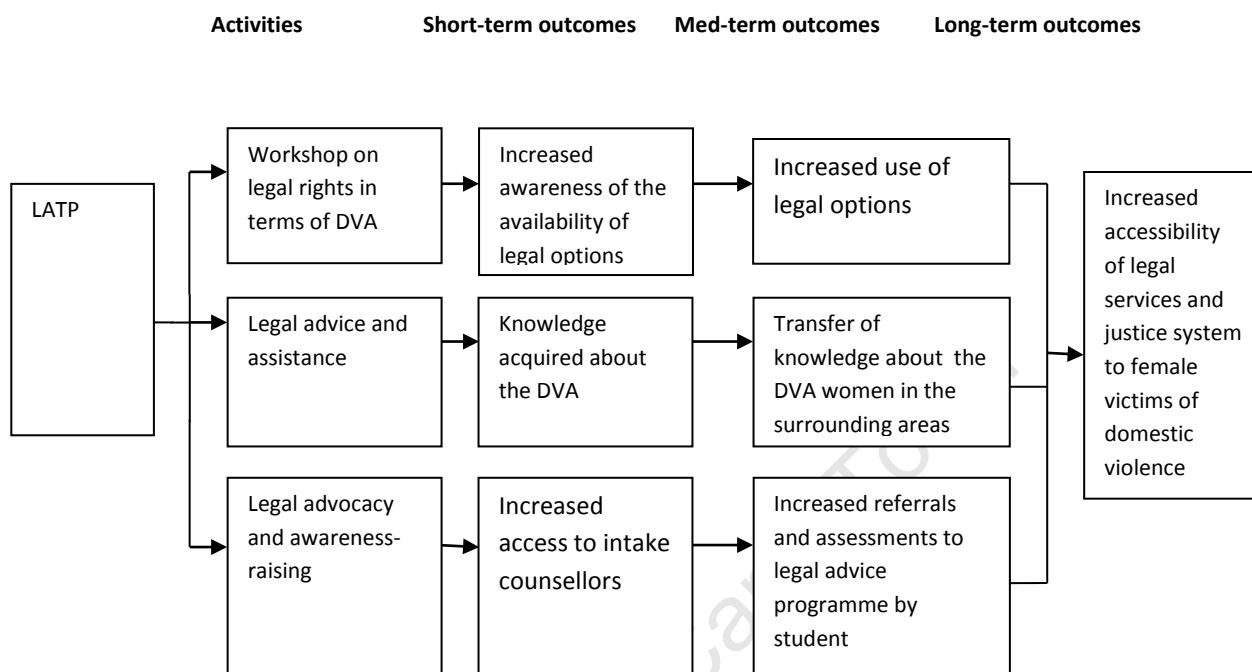 Activities Short-term outcomes Med-term outcomes Long-term outcomes
LATP
Workshop on
legal rights in
terms of DVA
Increased
awareness of the
availability of
legal options
Increased use of
legal options
Legal advice and
assistance
Knowledge
acquired about
the DVA
Transfer of
knowledge about the
DVA women in the
surrounding areas
Legal advocacy
and awareness-
raising
Increased
access to intake
counsellors
Increased referrals
and assessments to
legal advice
programme by
student
Increased
accessibility
of legal
services and
justice system
to female
victims of
domestic
violence